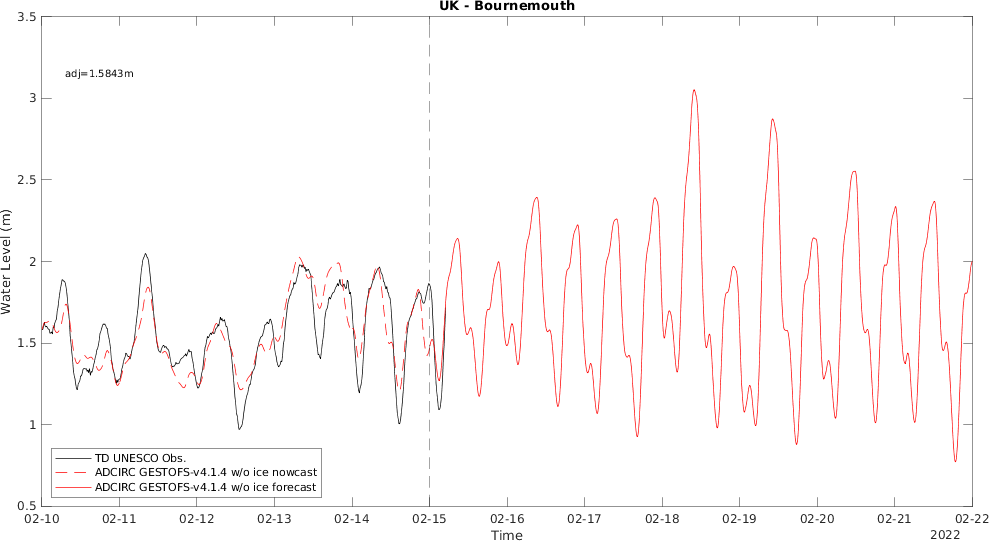 UK - Bournemouth
adj=1.5843m
Water Level (m)
3.5
3
2.5
2
1.5
1
0.5
TD UNESCO Obs.
ADCIRC GESTOFS-v4.1.4 w/o ice nowcast
ADCIRC GESTOFS-v4.1.4 w/o ice forecast
02-10 02-11 02-12 02-13 02-14 02-15 02-16 02-17 02-18 02-19 02-20 02-21 02-22
Time
2022